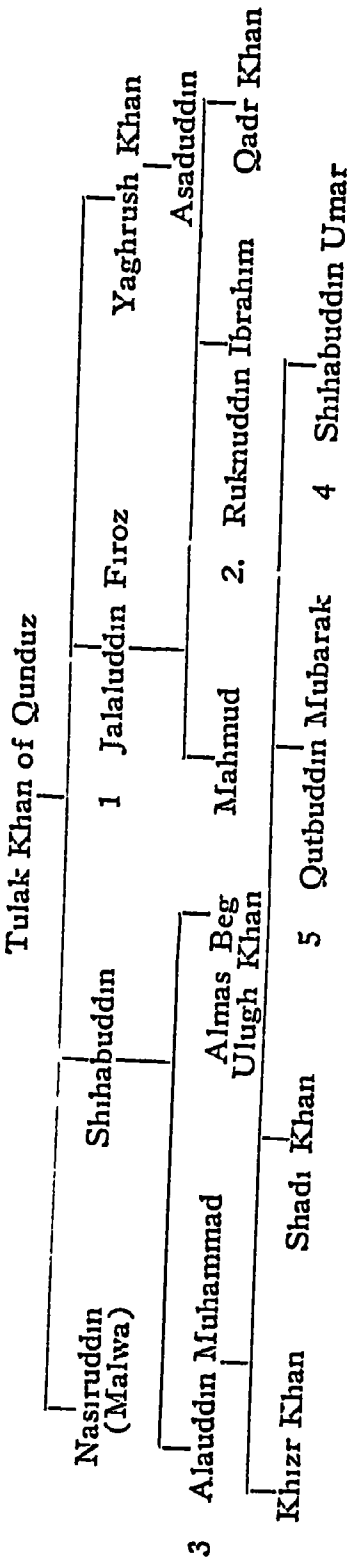 Tulak Khan of Qunduz
Nasiruddin Shihabuddin 1 Jalaluddin Firoz Yaghrush Khan
(Malwa)
Asaduddin
3 Alauddin Muhammad Almas Beg Mahmud 2. Ruknuddin Ibrahim Qadr Khan
Ulugh Khan
Khizr Khan Shadi Khan 5 Qutbuddin Mubarak 4 Shihabuddin Umar